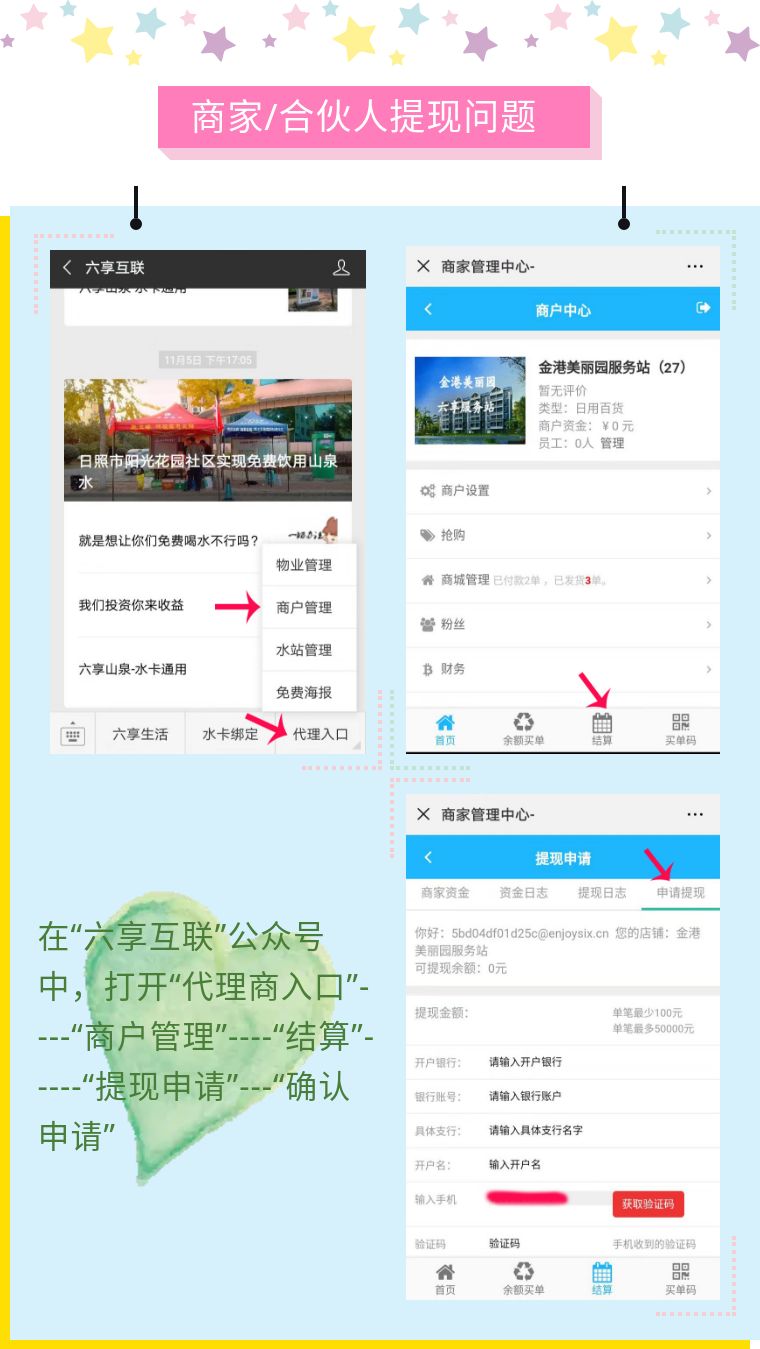 商家/合伙人提现问题
六享互联
六享山泉-水卡通用
11月5日 下午17:05
日照市阳光花园社区实现免费饮用山泉
水
就是想让你们免费喝水不行吗?
我们投资你来收益
六享山泉-水卡通用
物业管理
商户管理
水站管理
免费海报
六享生活
水卡绑定
代理入口
商家管理中心-
商户中心
金港美丽园
六享服务站
金港美丽园服务站（27）
暂无评价
类型：日用百货
商户资金：￥0 元
员工：0人 管理
商户设置
抢购
商城管理 已付款2单， 已发货3单。
粉丝
财务
首页
余额买单
结算
买单码
在“六享互联”公众号
中，打开“代理商入口”-
---“商户管理”----“结算”-
----“提现申请”---“确认
申请”
商家管理中心-
提现申请
商家资金
资金日志
提现日志
申请提现
你好：5bd04df01d25c@enjoysix.cn 您的店铺：金港
美丽园服务站
可提现余额：0元
提现金额：
单笔最少100元
单笔最多50000元
开户银行：
请输入开户银行
银行账号：
请输入银行账户
具体支行：
请输入具体支行名字
开户名：
输入开户名
输入手机
获取验证码
验证码
验证码
手机收到的验证码
首页
余额买单
结算
买单码